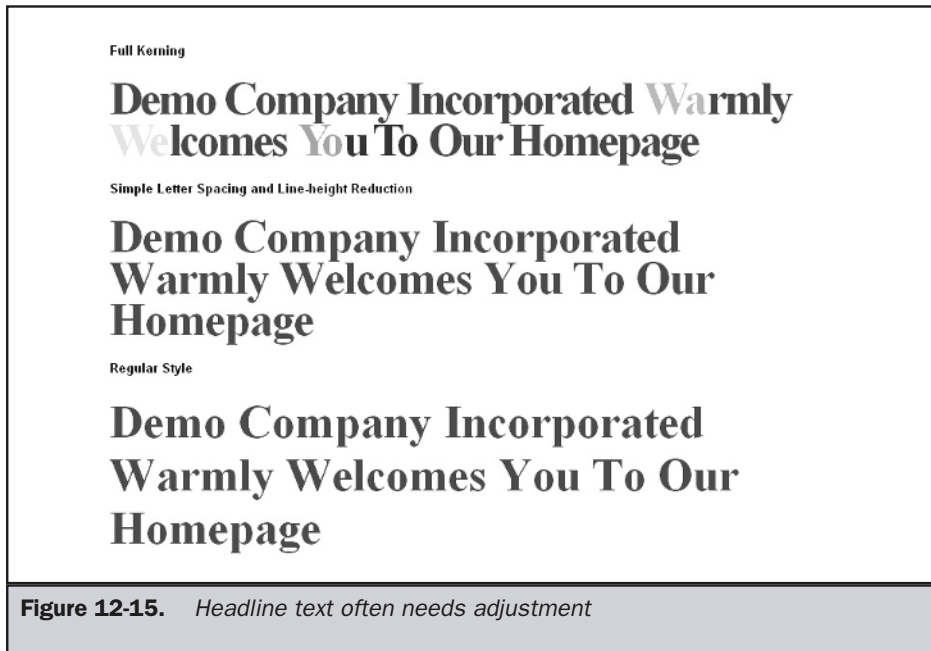 Full Kerning
Demo Company Incorporated Warmly
Welcomes You To Our Homepage
Simple Letter Spacing and Line-height Reduction
Demo Company Incorporated
Warmly Welcomes You To Our
Homepage
Regular Style
Demo Company Incorporated
Warmly Welcomes You To Our
Homepage
Figure 12-15. Headline text often needs adjustment